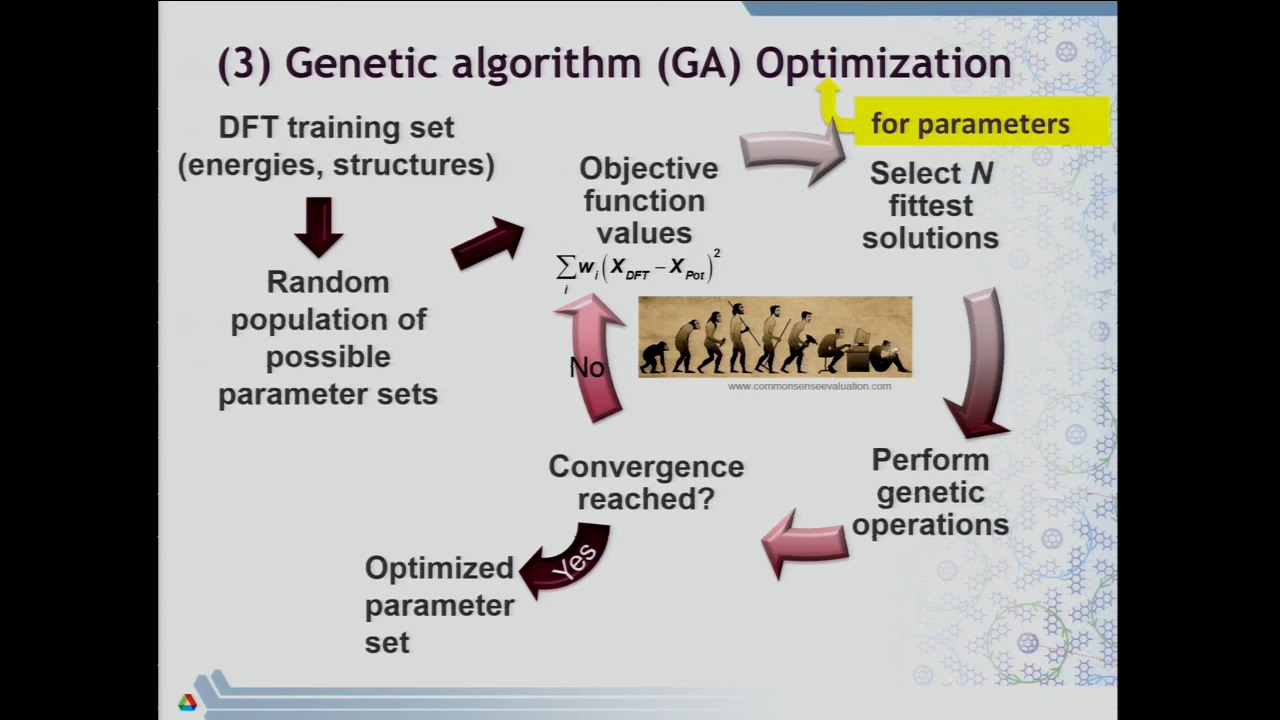 (3) Genetic algorithm (GA) Optimization
for parameters
DFT training set
(energies, structures)
Random
population of
possible
parameter sets
Objective
function
values
∑ᵢ wᵢ (X_DFT – X_Pot)²
Select N
fittest
solutions
www.commonsenseevaluation.com
No
Perform
genetic
operations
Convergence
reached?
Yes
Optimized
parameter
set